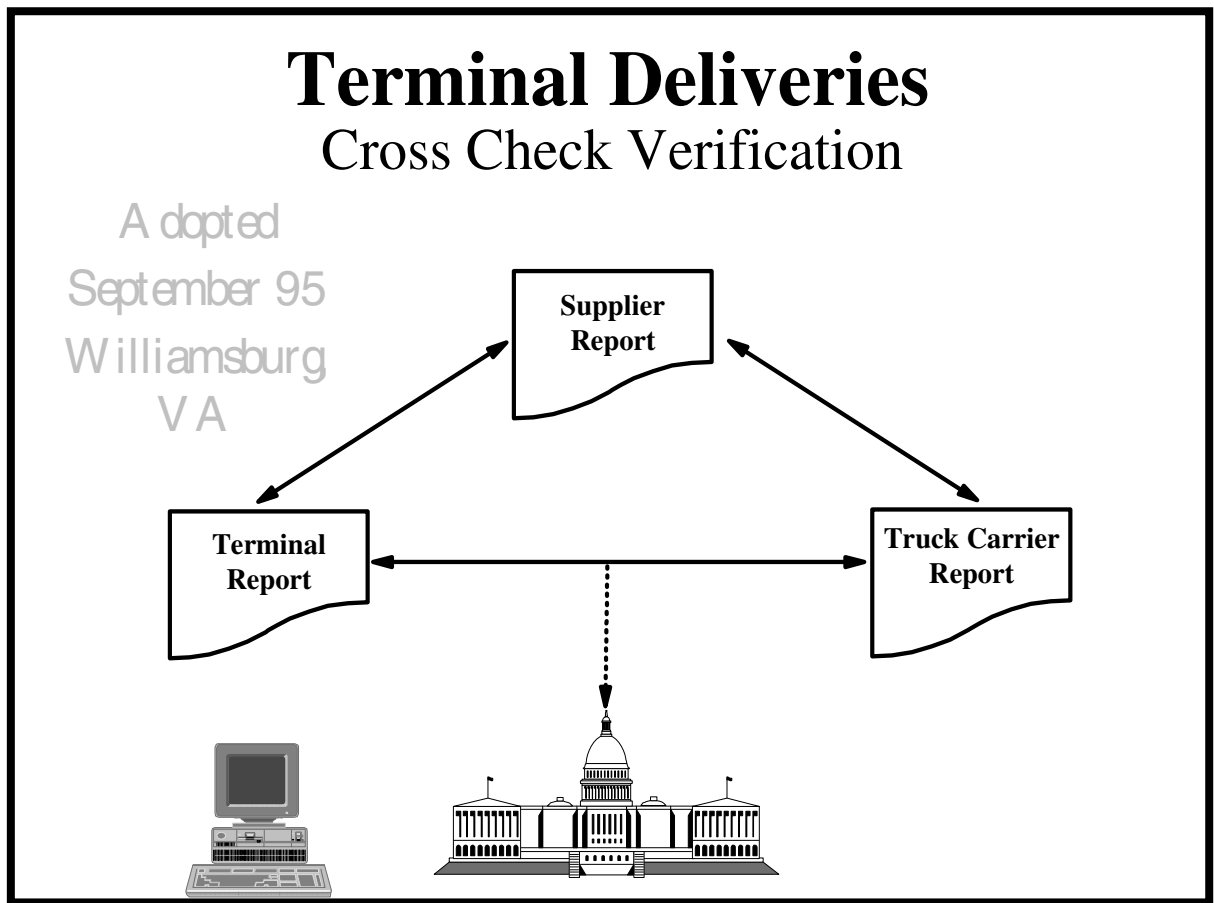 Terminal Deliveries
Cross Check Verification
Adopted
September 95
Williamsburg,
VA
Supplier
Report
Terminal
Report
Truck Carrier
Report